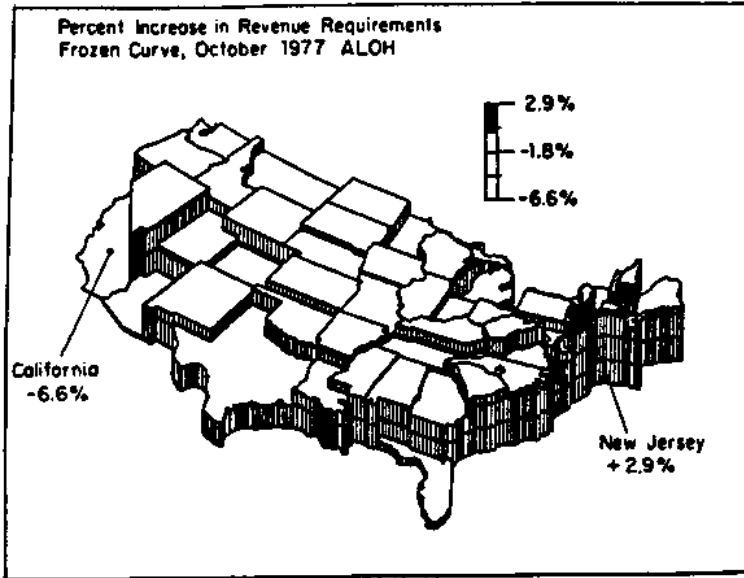 Percent Increase in Revenue Requirements
Frozen Curve, October 1977 ALOH
2.9%
-1.8%
-6.6%
California
-6.6%
New Jersey
+2.9%